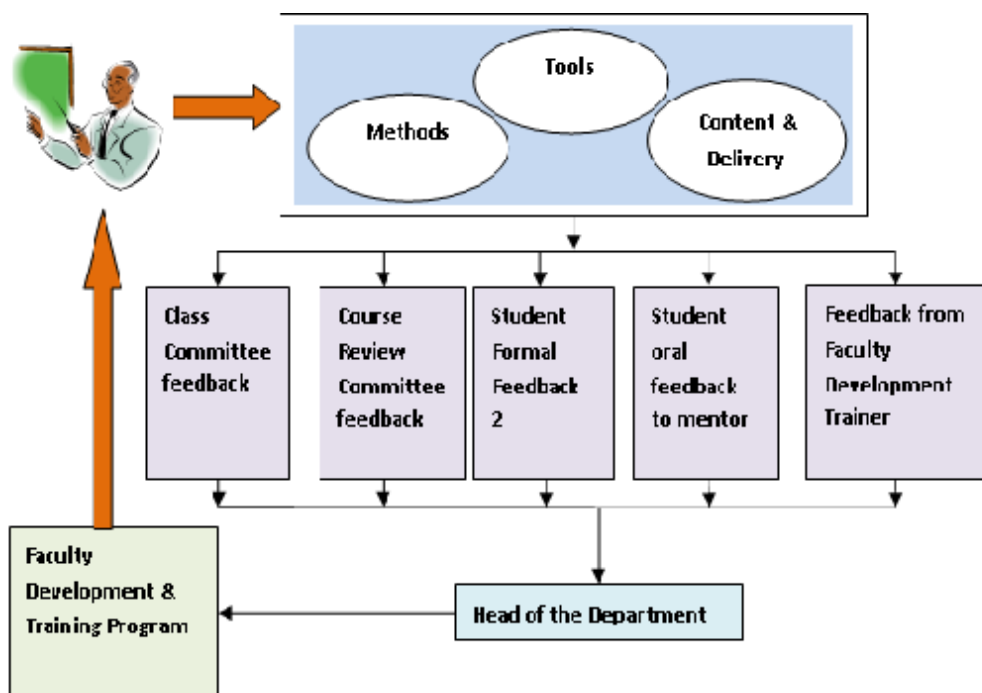 Tools
Methods
Content &
Delivery
Class
Committee
feedback
Course
Review
Committee
feedback
Student
Formal
Feedback
2
Student
oral
feedback
to mentor
Feedback from
Faculty
Development
Trainer
Faculty
Development &
Training Program
Head of the Department